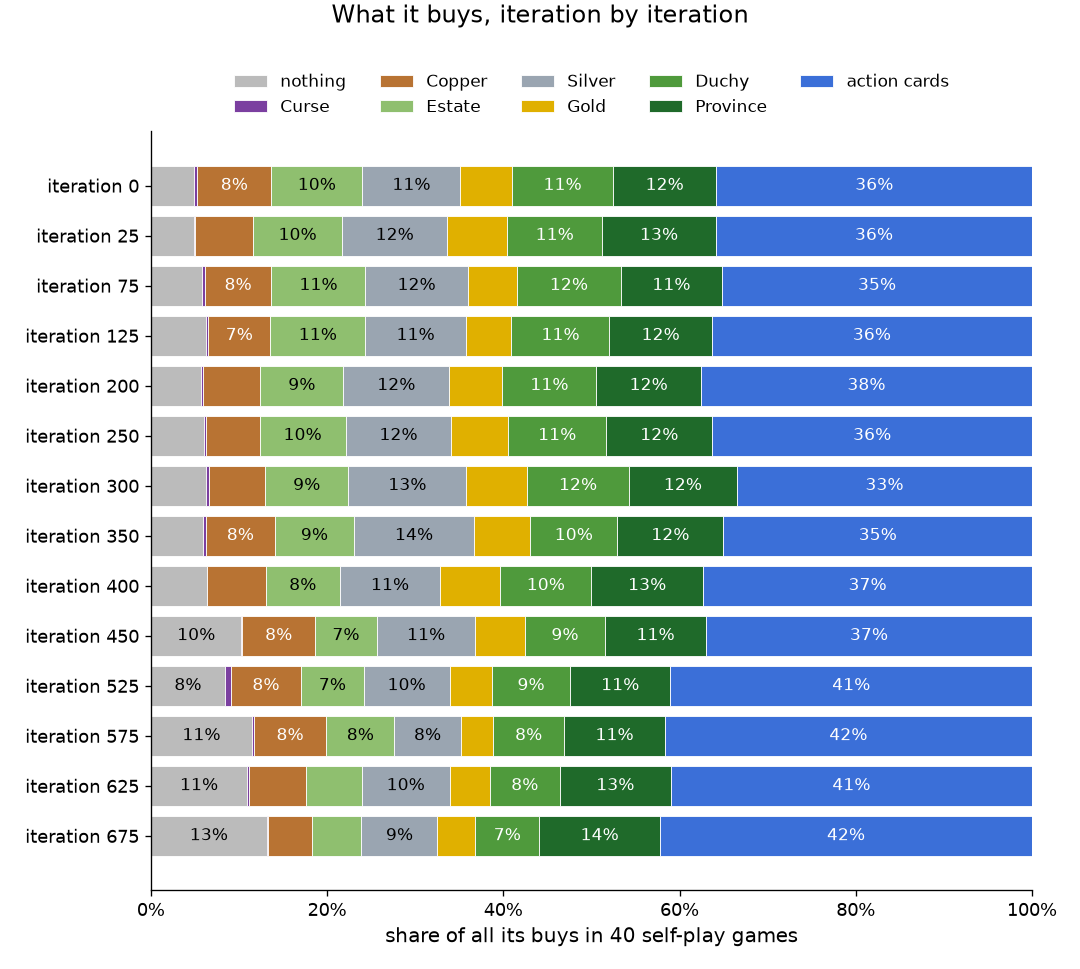 What it buys, iteration by iteration
nothing Copper Silver Duchy action cards
Curse Estate Gold Province
iteration 0 8% 10% 11% 11% 12% 36%
iteration 25 10% 12% 11% 13% 36%
iteration 75 8% 11% 12% 12% 11% 35%
iteration 125 7% 11% 11% 11% 12% 36%
iteration 200 9% 12% 11% 12% 38%
iteration 250 10% 12% 11% 12% 36%
iteration 300 9% 13% 12% 12% 33%
iteration 350 8% 9% 14% 10% 12% 35%
iteration 400 8% 11% 10% 13% 37%
iteration 450 10% 8% 7% 11% 9% 11% 37%
iteration 525 8% 8% 7% 10% 9% 11% 41%
iteration 575 11% 8% 8% 8% 8% 11% 42%
iteration 625 11% 10% 8% 13% 41%
iteration 675 13% 9% 7% 14% 42%
0% 20% 40% 60% 80% 100%
share of all its buys in 40 self-play games